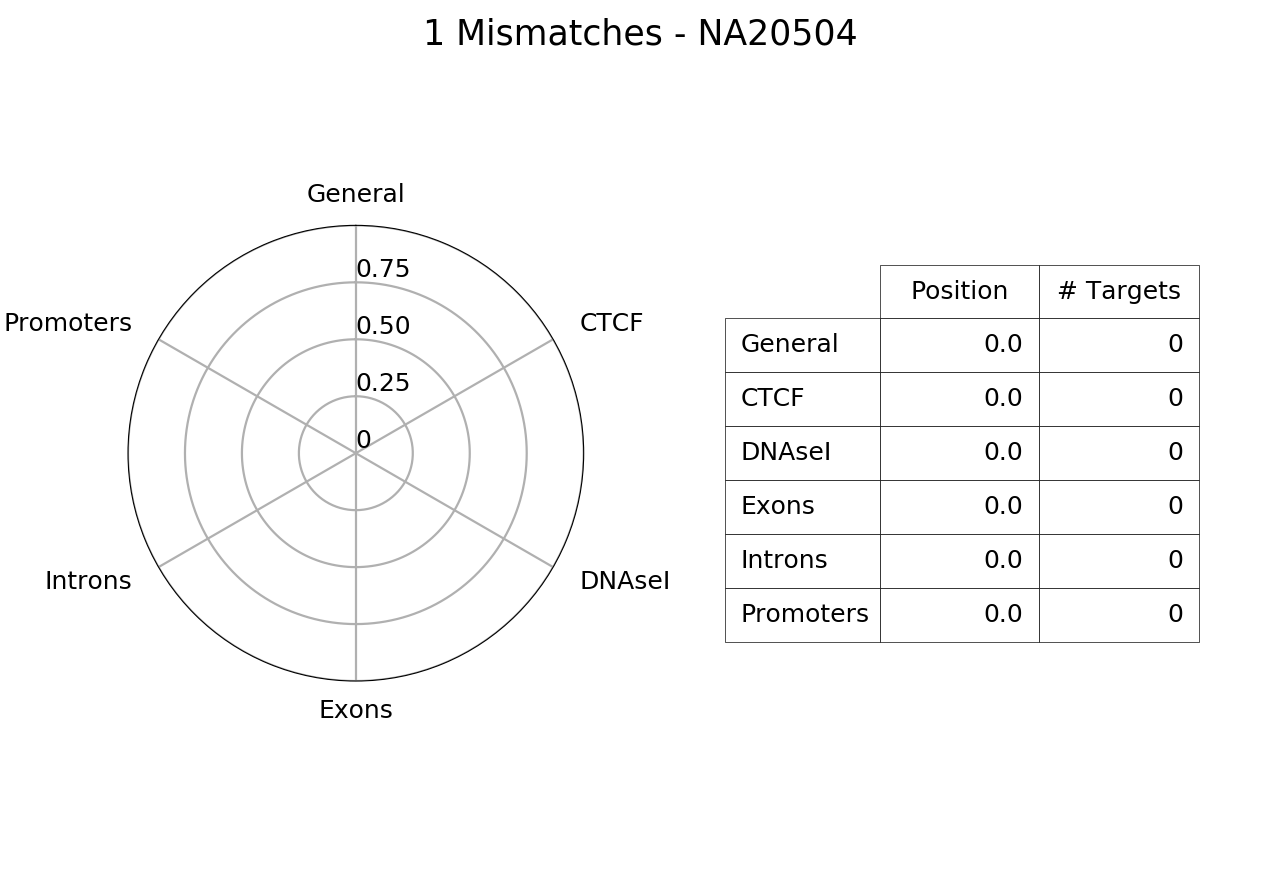 1 Mismatches - NA20504
General
0.75
0.50
0.25
0
Promoters
CTCF
Introns
DNAseI
Exons
Position # Targets
General 0.0 0
CTCF 0.0 0
DNAseI 0.0 0
Exons 0.0 0
Introns 0.0 0
Promoters 0.0 0